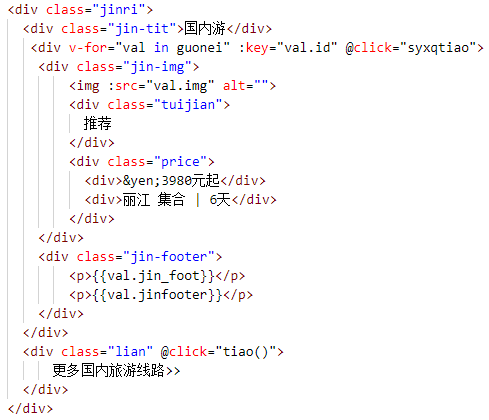 <div class="jinri">
<div class="jin-tit">国内游</div>
<div v-for="val in guonei" :key="val.id" @click="syxqtiao">
<div class="jin-img">
<img :src="val.img" alt="">
<div class="tuijian">
推荐
</div>
<div class="price">
<div>&yen;3980元起</div>
<div>丽江 集合 | 6天</div>
</div>
</div>
<div class="jin-footer">
<p>{{val.jin_foot}}</p>
<p>{{val.jinfooter}}</p>
</div>
</div>
<div class="lian" @click="tiao()">
更多国内旅游线路>>
</div>
</div>